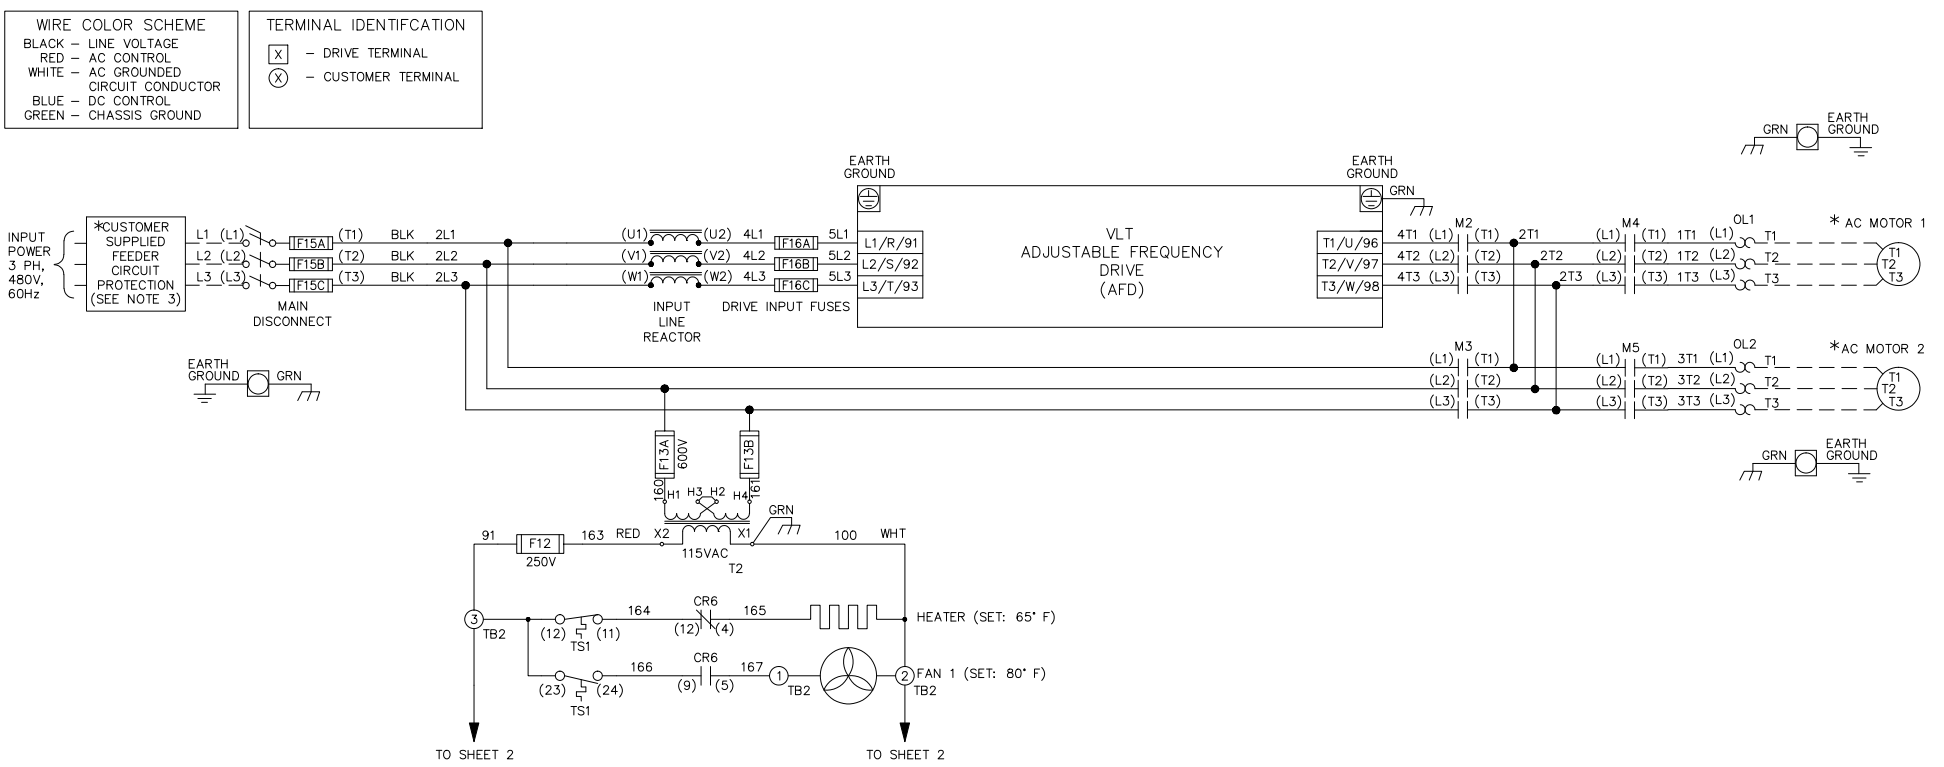 WIRE COLOR SCHEME
BLACK – LINE VOLTAGE
RED – AC CONTROL
WHITE – AC GROUNDED
CIRCUIT CONDUCTOR
BLUE – DC CONTROL
GREEN – CHASSIS GROUND
TERMINAL IDENTIFCATION
X – DRIVE TERMINAL
X – CUSTOMER TERMINAL
INPUT
POWER
3 PH,
480V,
60Hz
*CUSTOMER
SUPPLIED
FEEDER
CIRCUIT
PROTECTION
(SEE NOTE 3)
L1 (L1) F15A (T1) BLK 2L1 (U1) (U2) 4L1 F16A 5L1 L1/R/91
L2 (L2) F15B (T2) BLK 2L2 (V1) (V2) 4L2 F16B 5L2 L2/S/92
L3 (L3) F15C (T3) BLK 2L3 (W1) (W2) 4L3 F16C 5L3 L3/T/93
MAIN
DISCONNECT
INPUT
LINE
REACTOR
DRIVE INPUT FUSES
EARTH
GROUND
VLT
ADJUSTABLE FREQUENCY
DRIVE
(AFD)
EARTH
GROUND
GRN
GRN
EARTH
GROUND
M2 M4 OL1
* AC MOTOR 1
T1/U/96 4T1 (L1) (T1) 2T1 (L1) (T1) 1T1 (L1) T1 T1
T2/V/97 4T2 (L2) (T2) 2T2 (L2) (T2) 1T2 (L2) T2 T2
T3/W/98 4T3 (L3) (T3) 2T3 (L3) (T3) 1T3 (L3) T3 T3
M3 M5 OL2
*AC MOTOR 2
(L1) (T1) (L1) (T1) 3T1 (L1) T1 T1
(L2) (T2) (L2) (T2) 3T2 (L2) T2 T2
(L3) (T3) (L3) (T3) 3T3 (L3) T3 T3
EARTH
GROUND
GRN
GRN
EARTH
GROUND
F13A
600V
F13B
160 H1 H3 H2 H4 161
GRN
91 F12 163 RED X2 X1 100 WHT
250V
115VAC
T2
3
TB2
(12) (11)
TS1
164
CR6
(12) (4)
165
HEATER (SET: 65° F)
(23) (24)
TS1
166
CR6
(9) (5)
167
1
TB2
2
TB2
FAN 1 (SET: 80° F)
TO SHEET 2
TO SHEET 2